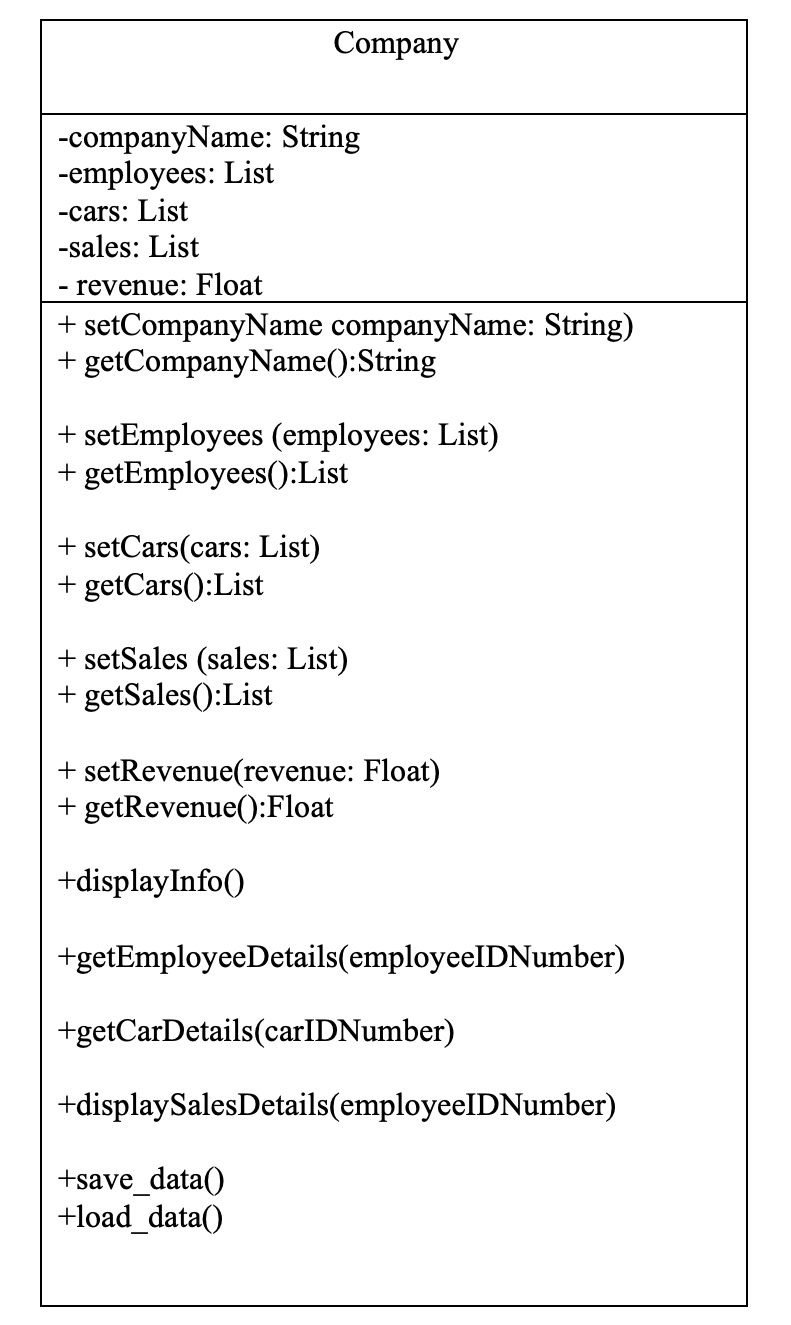 Company
-companyName: String
-employees: List
-cars: List
-sales: List
- revenue: Float
+ setCompanyName companyName: String)
+ getCompanyName():String
+ setEmployees (employees: List)
+ getEmployees():List
+ setCars(cars: List)
+ getCars():List
+ setSales (sales: List)
+ getSales():List
+ setRevenue(revenue: Float)
+ getRevenue():Float
+displayInfo()
+getEmployeeDetails(employeeIDNumber)
+getCarDetails(carIDNumber)
+displaySalesDetails(employeeIDNumber)
+save_data()
+load_data()